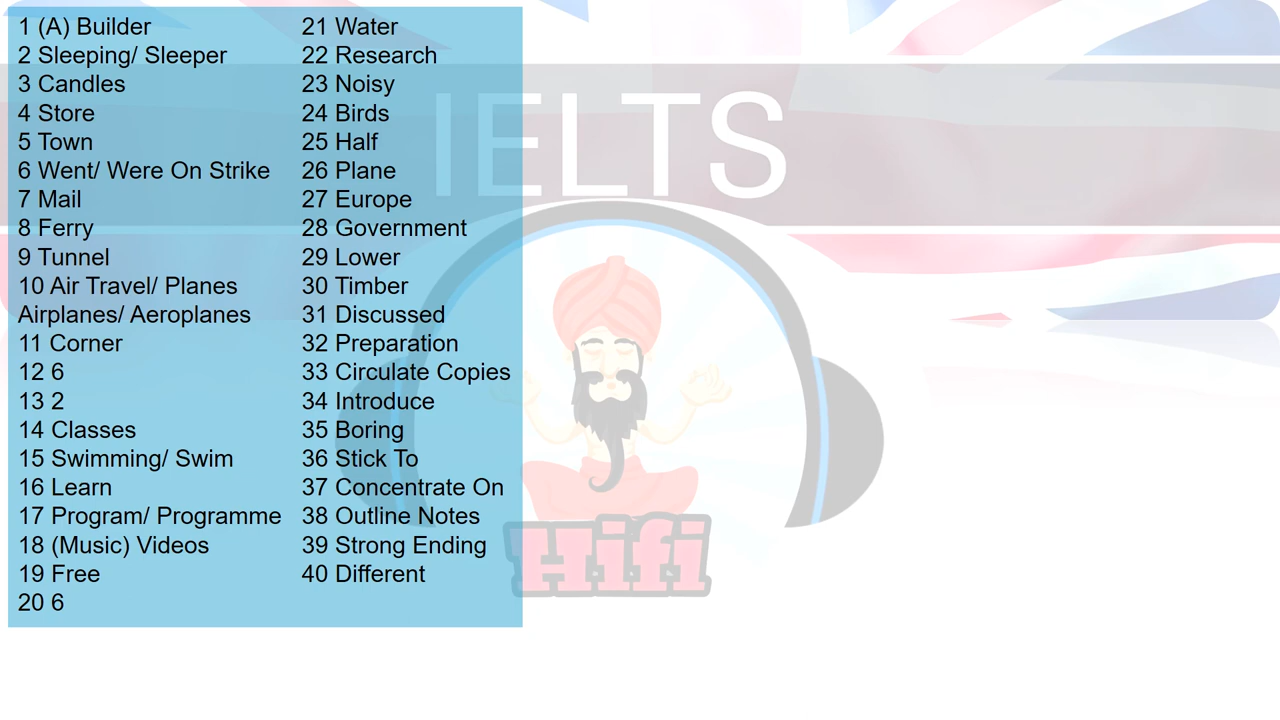 1 (A) Builder
2 Sleeping/ Sleeper
3 Candles
4 Store
5 Town
6 Went/ Were On Strike
7 Mail
8 Ferry
9 Tunnel
10 Air Travel/ Planes
Airplanes/ Aeroplanes
11 Corner
12 6
13 2
14 Classes
15 Swimming/ Swim
16 Learn
17 Program/ Programme
18 (Music) Videos
19 Free
20 6
21 Water
22 Research
23 Noisy
24 Birds
25 Half
26 Plane
27 Europe
28 Government
29 Lower
30 Timber
31 Discussed
32 Preparation
33 Circulate Copies
34 Introduce
35 Boring
36 Stick To
37 Concentrate On
38 Outline Notes
39 Strong Ending
40 Different
IELTS
Hifi